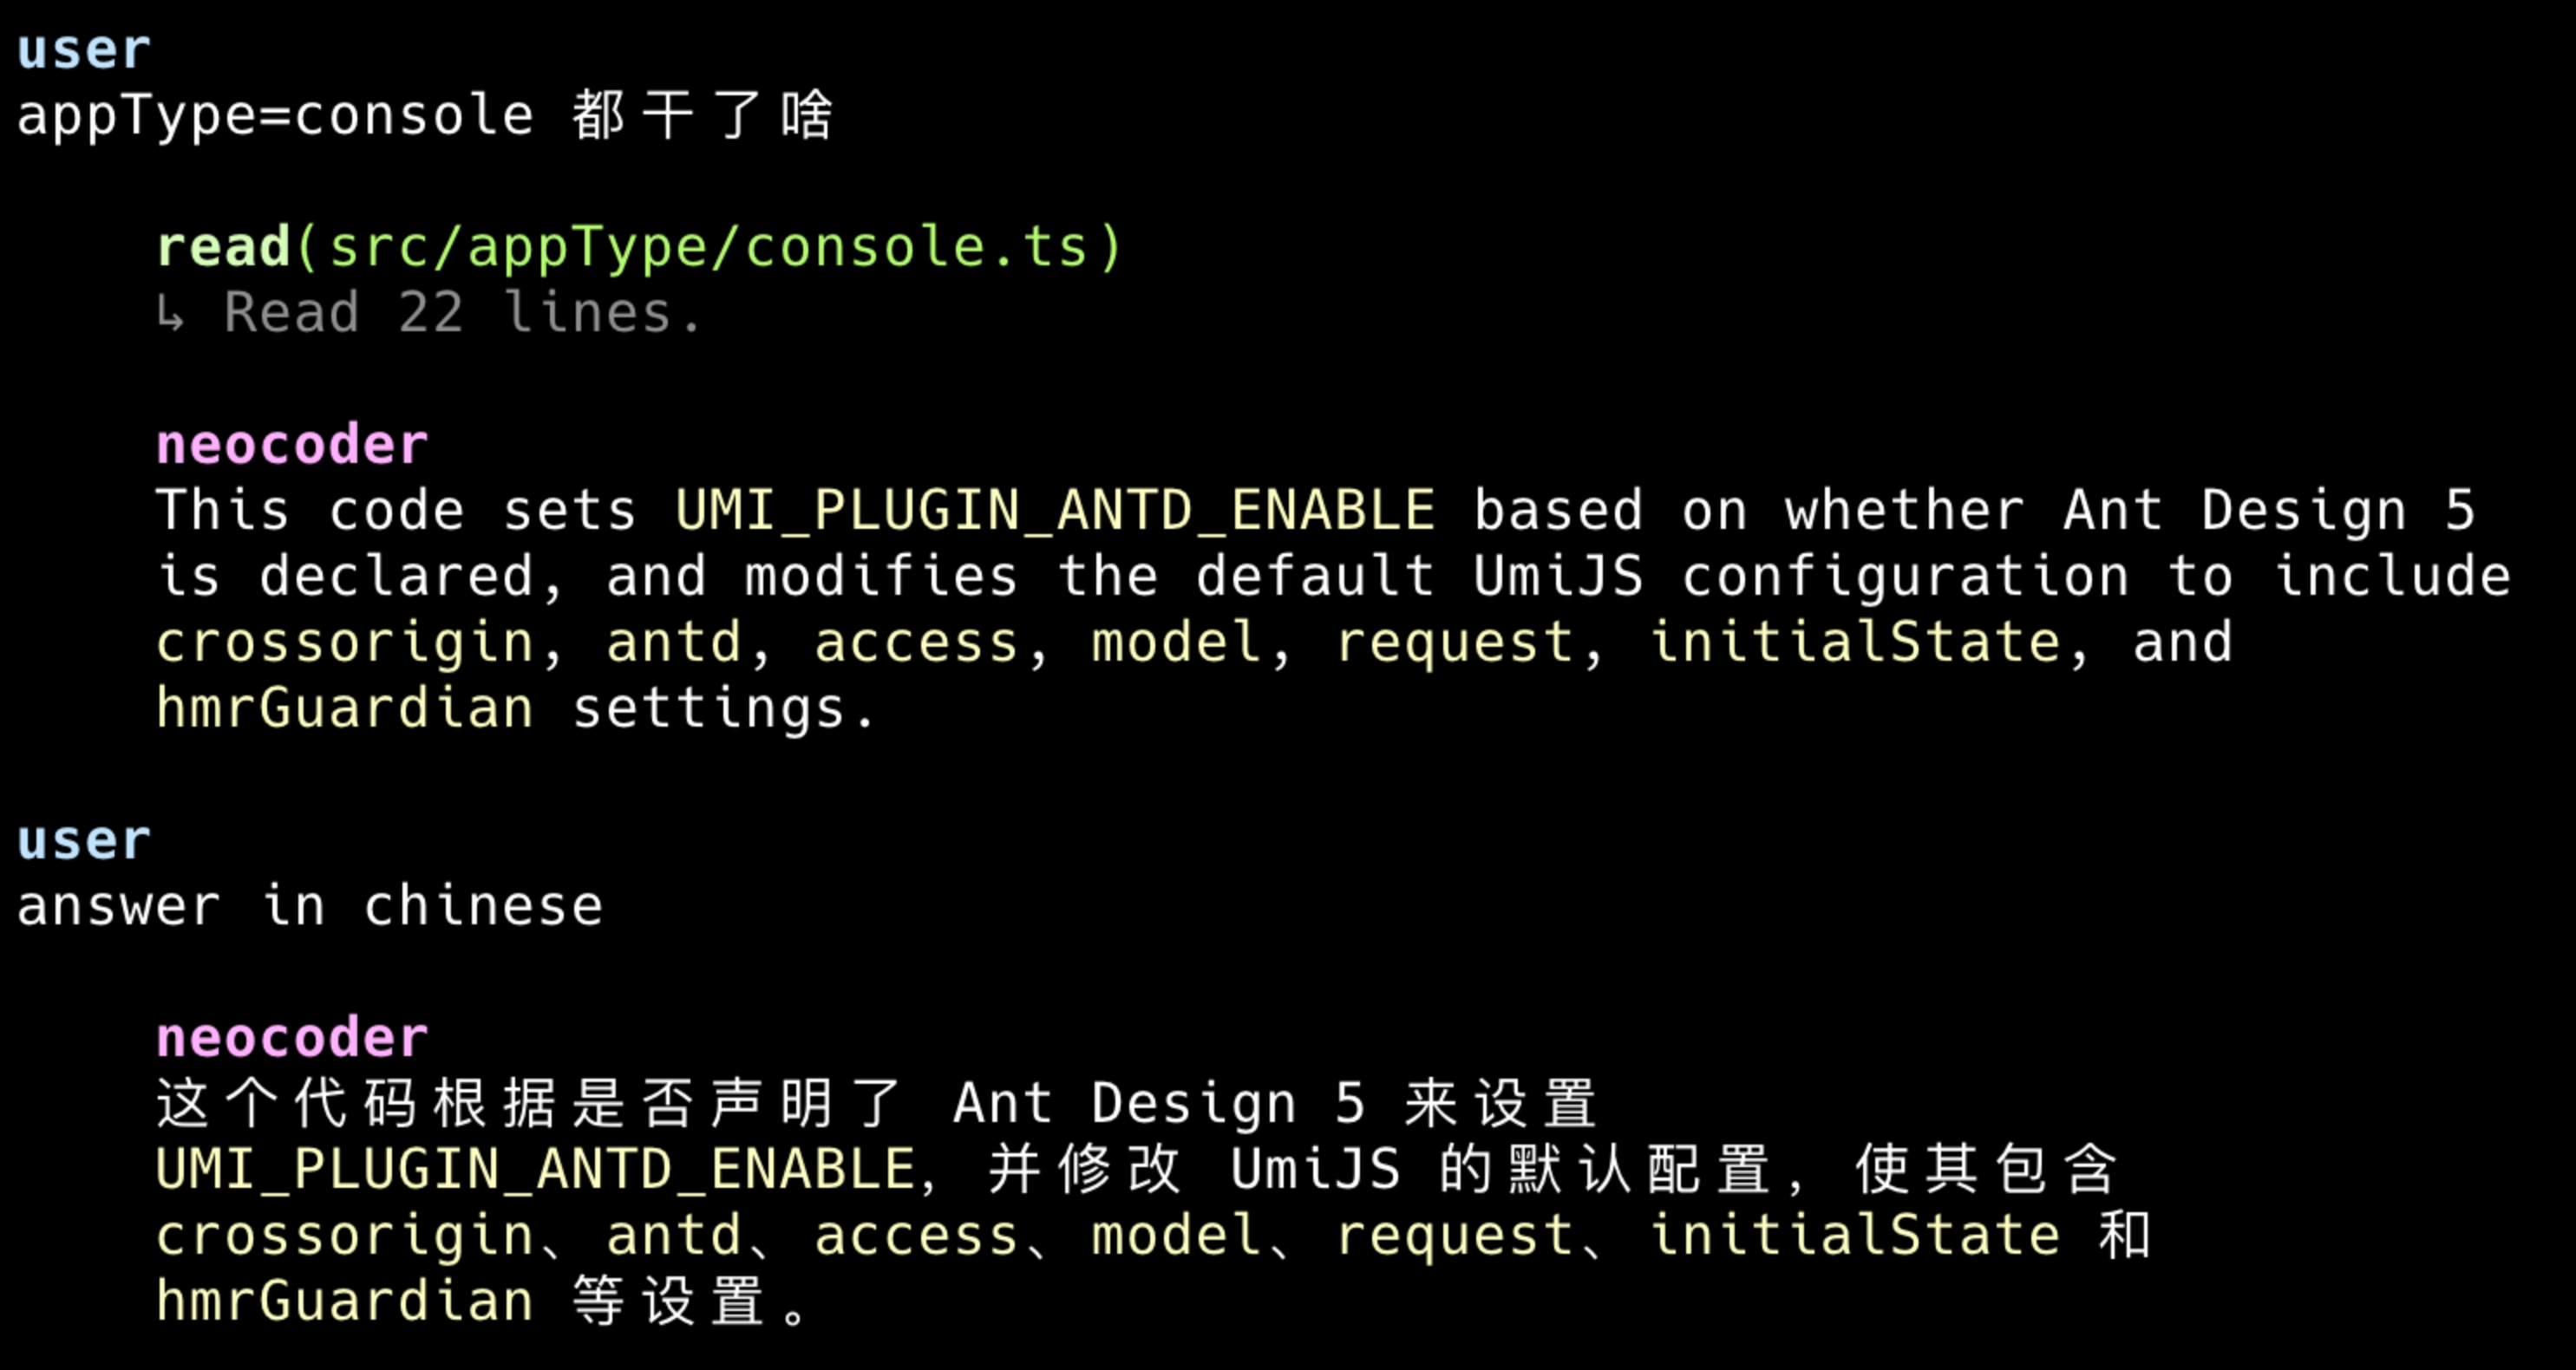 user
appType=console 都干了啥
read(src/appType/console.ts)
↳ Read 22 lines.
neocoder
This code sets UMI_PLUGIN_ANTD_ENABLE based on whether Ant Design 5
is declared, and modifies the default UmiJS configuration to include
crossorigin, antd, access, model, request, initialState, and
hmrGuardian settings.
user
answer in chinese
neocoder
这个代码根据是否声明了 Ant Design 5 来设置
UMI_PLUGIN_ANTD_ENABLE，并修改 UmiJS 的默认配置，使其包含
crossorigin、antd、access、model、request、initialState 和
hmrGuardian 等设置。